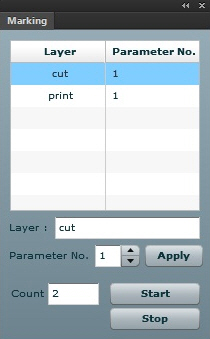 Marking
Layer Parameter No.
cut 1
print 1
Layer : cut
Parameter No. 1 Apply
Count 2 Start
Stop